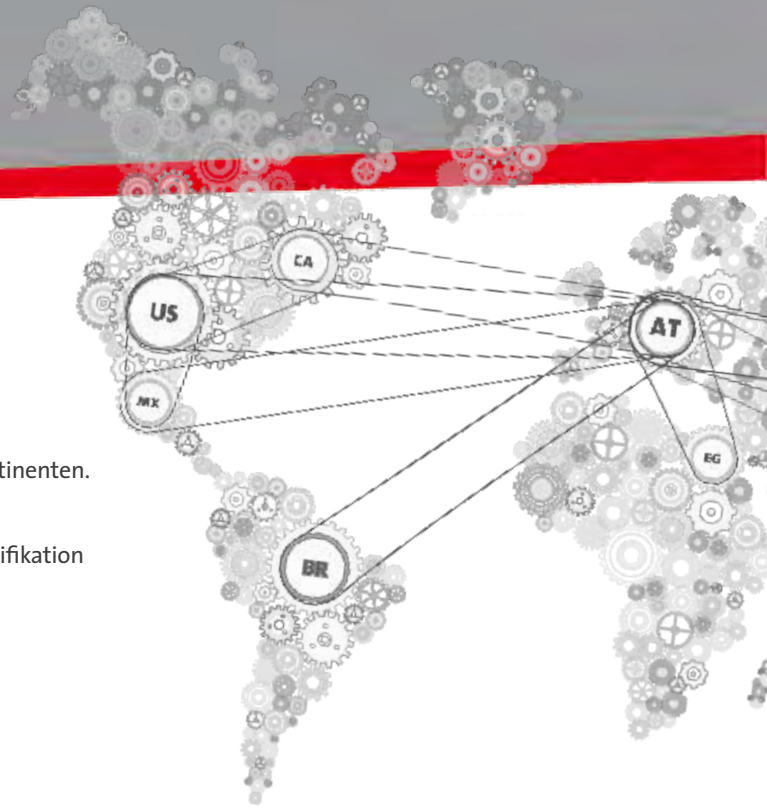 CA
US
AT
MX
tinenten.
EG
ifikation
BR